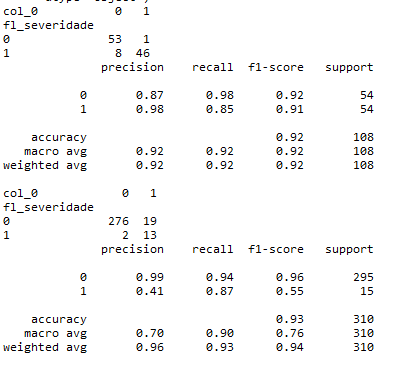 col_0 0 1
fl_severidade
0 53 1
1 8 46
precision recall f1-score support
0 0.87 0.98 0.92 54
1 0.98 0.85 0.91 54
accuracy 0.92 108
macro avg 0.92 0.92 0.92 108
weighted avg 0.92 0.92 0.92 108
col_0 0 1
fl_severidade
0 276 19
1 2 13
precision recall f1-score support
0 0.99 0.94 0.96 295
1 0.41 0.87 0.55 15
accuracy 0.93 310
macro avg 0.70 0.90 0.76 310
weighted avg 0.96 0.93 0.94 310